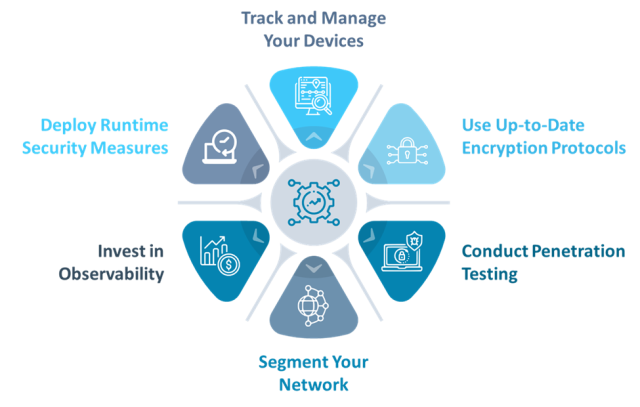 Track and Manage
Your Devices
Deploy Runtime
Security Measures
Use Up-to-Date
Encryption Protocols
Invest in
Observability
Conduct Penetration
Testing
Segment Your
Network